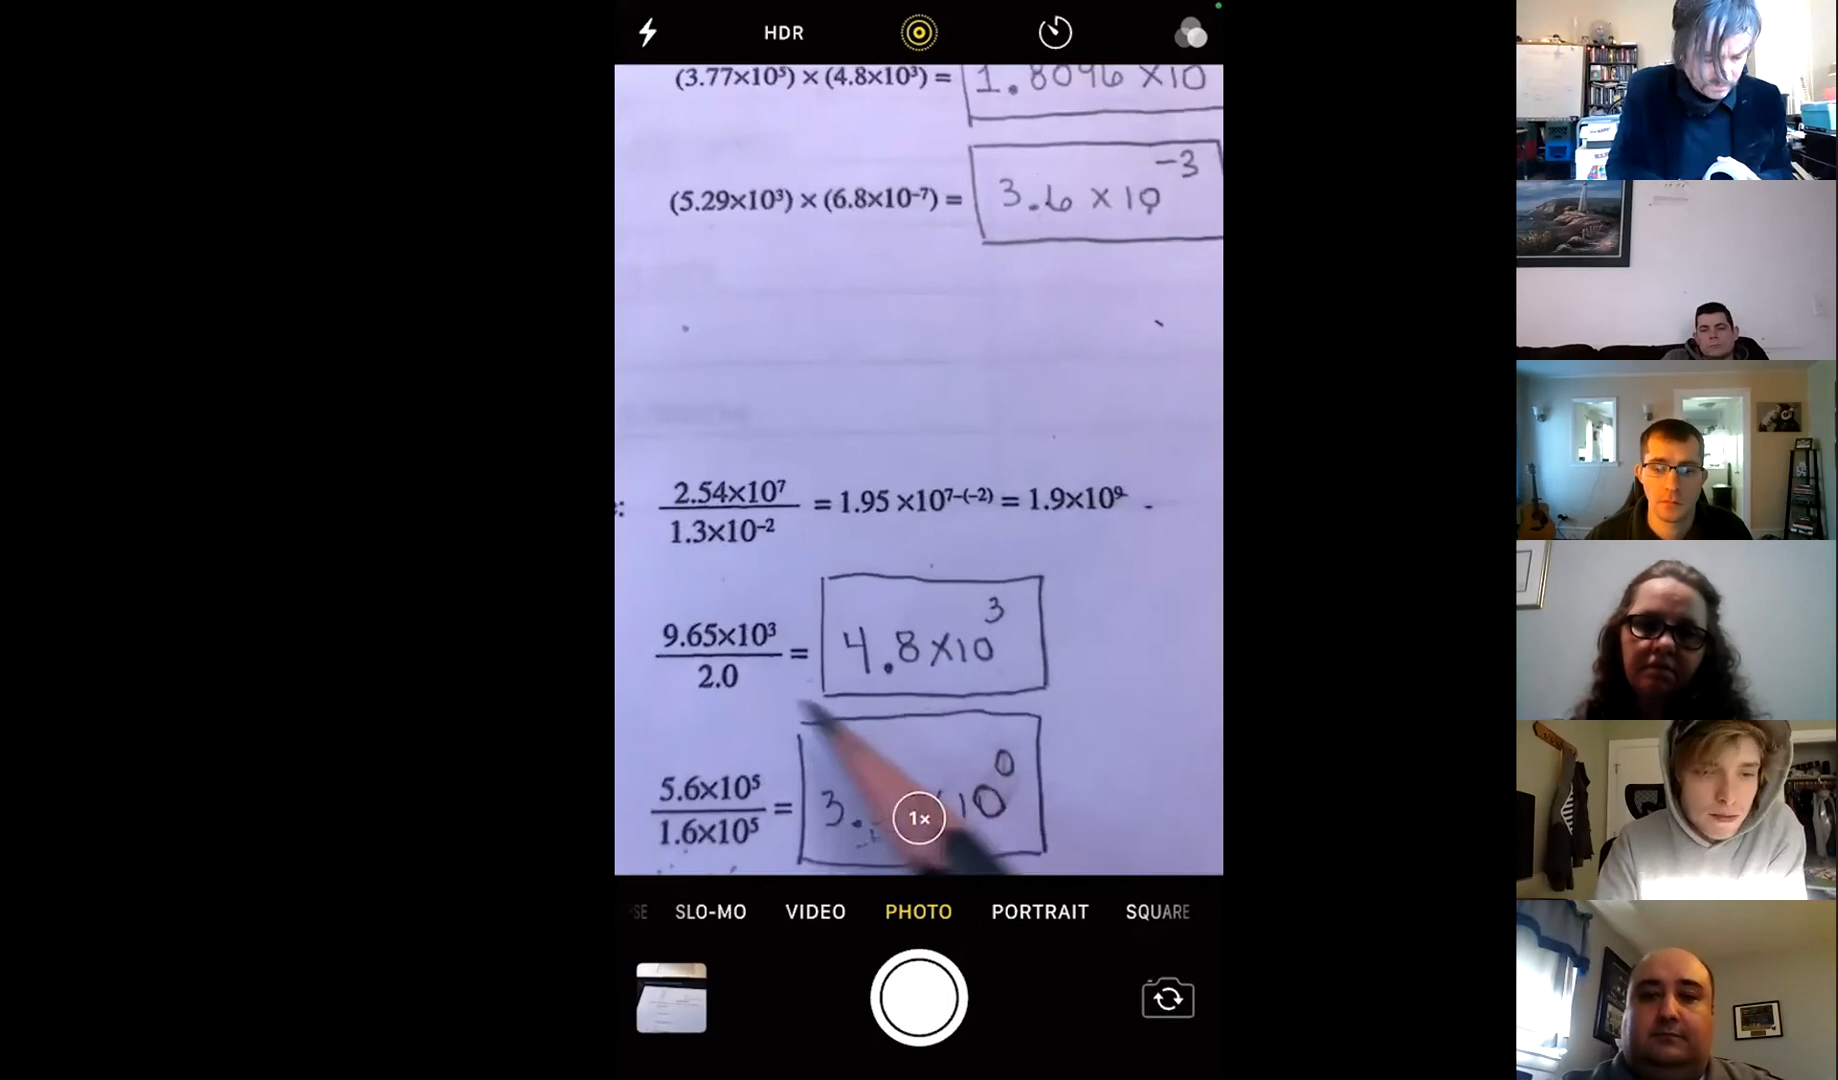 HDR
(3.77×10⁵) × (4.8×10³) = 1.8096 ×10
(5.29×10³) × (6.8×10⁻⁷) = 3.6 × 10⁻³
2.54×10⁷
1.3×10⁻²
= 1.95 ×10⁷⁻⁽⁻²⁾ = 1.9×10⁹
9.65×10³
2.0
= 4.8×10³
5.6×10⁵
1.6×10⁵
= 3. 10⁰
1×
SE SLO-MO VIDEO PHOTO PORTRAIT SQUARE